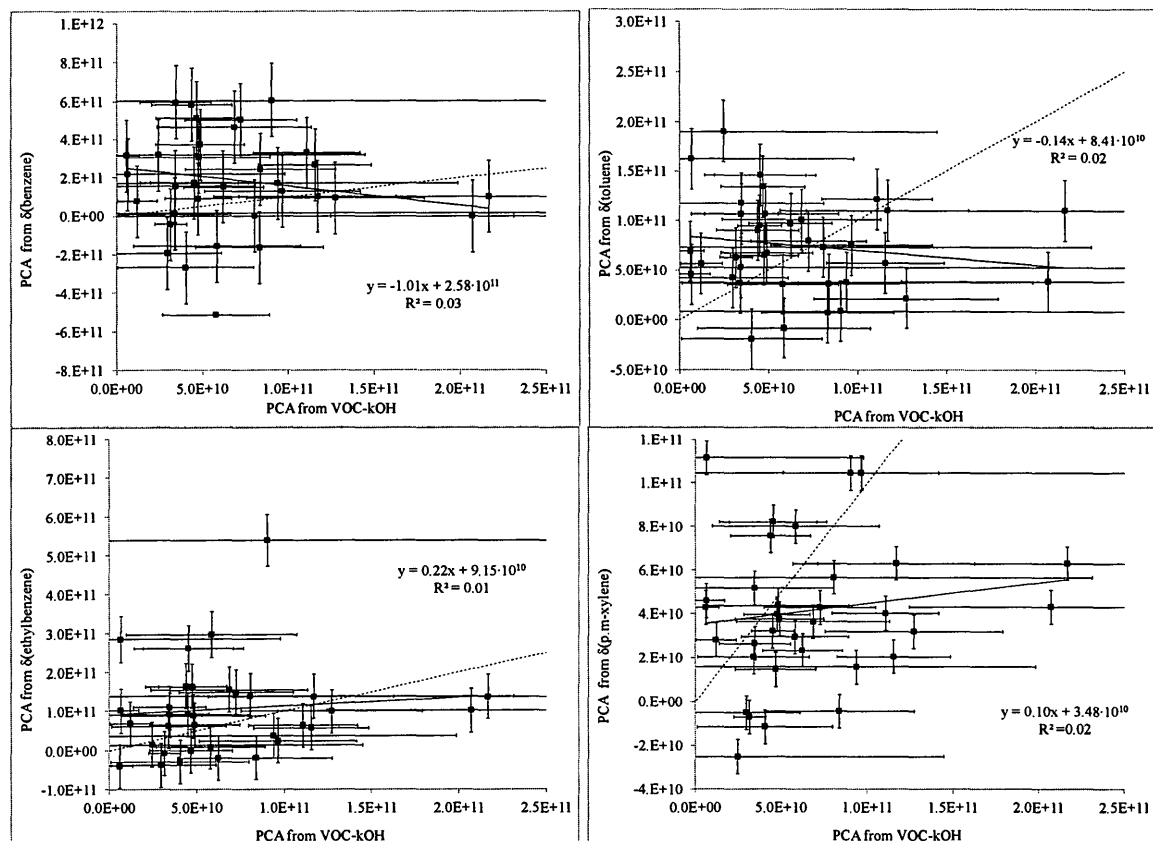 1.E+12
8.E+11
6.E+11
4.E+11
2.E+11
0.E+00
-2.E+11
-4.E+11
-6.E+11
-8.E+11
PCA from δ(benzene)
y = -1.01x + 2.58·10¹¹
R² = 0.03
0.0E+00 5.0E+10 1.0E+11 1.5E+11 2.0E+11 2.5E+11
PCA from VOC-kOH
3.0E+11
2.5E+11
2.0E+11
1.5E+11
1.0E+11
5.0E+10
0.0E+00
-5.0E+10
PCA from δ(toluene)
y = -0.14x + 8.41·10¹⁰
R² = 0.02
0.0E+00 5.0E+10 1.0E+11 1.5E+11 2.0E+11 2.5E+11
PCA from VOC-kOH
8.0E+11
7.0E+11
6.0E+11
5.0E+11
4.0E+11
3.0E+11
2.0E+11
1.0E+11
0.0E+00
-1.0E+11
PCA from δ(ethylbenzene)
y = 0.22x + 9.15·10¹⁰
R² = 0.01
0.0E+00 5.0E+10 1.0E+11 1.5E+11 2.0E+11 2.5E+11
PCA from VOC-kOH
1.E+11
1.E+11
8.E+10
6.E+10
4.E+10
2.E+10
0.E+00
-2.E+10
-4.E+10
PCA from δ(p.m-xylene)
y = 0.10x + 3.48·10¹⁰
R² = 0.02
0.0E+00 5.0E+10 1.0E+11 1.5E+11 2.0E+11 2.5E+11
PCA from VOC-kOH